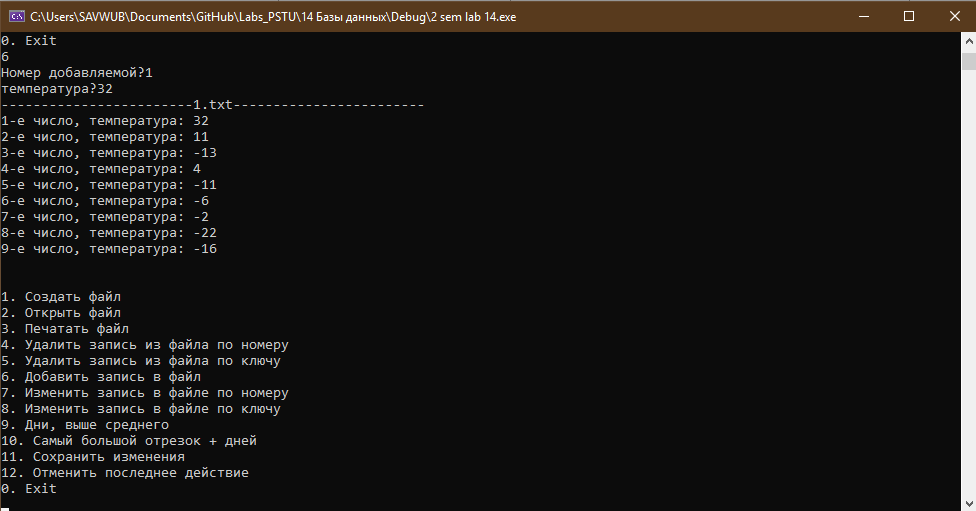 C:\Users\SAVWUB\Documents\GitHub\Labs_PSTU\14 Базы данных\Debug\2 sem lab 14.exe
0. Exit
6
Номер добавляемой?1
температура?32
------------------------1.txt------------------------
1-е число, температура: 32
2-е число, температура: 11
3-е число, температура: -13
4-е число, температура: 4
5-е число, температура: -11
6-е число, температура: -6
7-е число, температура: -2
8-е число, температура: -22
9-е число, температура: -16
1. Создать файл
2. Открыть файл
3. Печатать файл
4. Удалить запись из файла по номеру
5. Удалить запись из файла по ключу
6. Добавить запись в файл
7. Изменить запись в файле по номеру
8. Изменить запись в файле по ключу
9. Дни, выше среднего
10. Самый большой отрезок + дней
11. Сохранить изменения
12. Отменить последнее действие
0. Exit